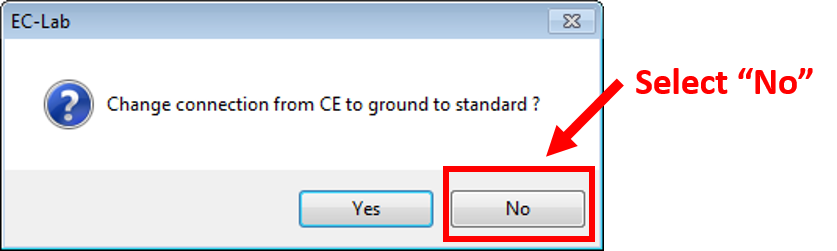 EC-Lab
Select “No”
Change connection from CE to ground to standard ?
Yes
No